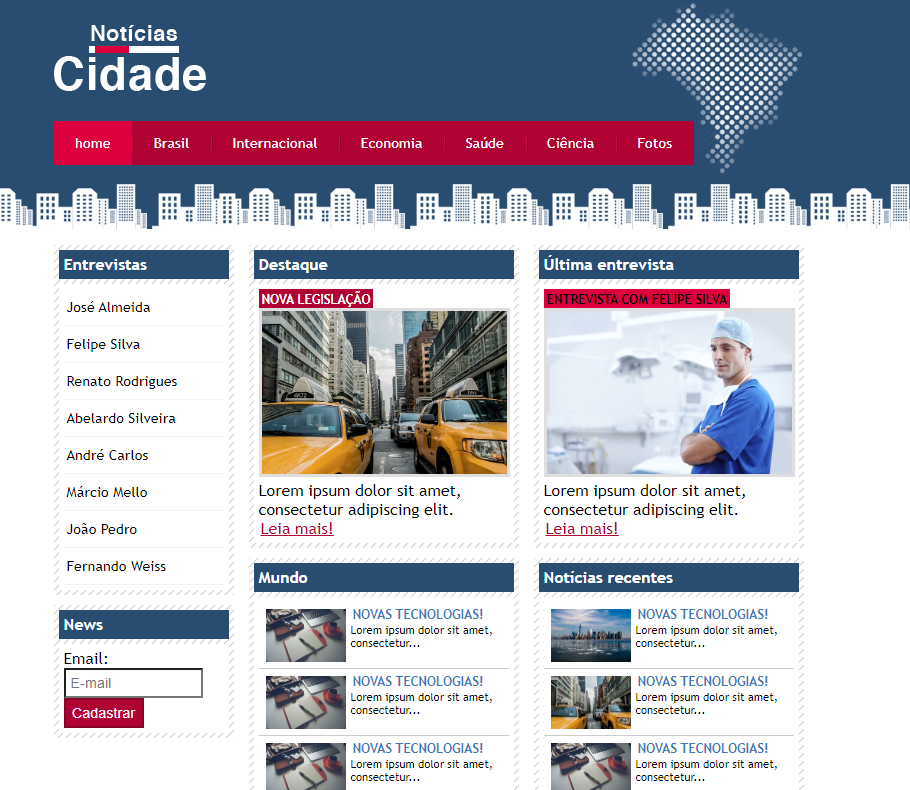 Notícias
Cidade
home Brasil Internacional Economia Saúde Ciência Fotos
Entrevistas
José Almeida
Felipe Silva
Renato Rodrigues
Abelardo Silveira
André Carlos
Márcio Mello
João Pedro
Fernando Weiss
News
Email:
E-mail
Cadastrar
Destaque
NOVA LEGISLAÇÃO
Lorem ipsum dolor sit amet,
consectetur adipiscing elit.
Leia mais!
Última entrevista
ENTREVISTA COM FELIPE SILVA
Lorem ipsum dolor sit amet,
consectetur adipiscing elit.
Leia mais!
Mundo
NOVAS TECNOLOGIAS!
Lorem ipsum dolor sit amet,
consectetur...
NOVAS TECNOLOGIAS!
Lorem ipsum dolor sit amet,
consectetur...
NOVAS TECNOLOGIAS!
Lorem ipsum dolor sit amet,
consectetur...
Notícias recentes
NOVAS TECNOLOGIAS!
Lorem ipsum dolor sit amet,
consectetur...
NOVAS TECNOLOGIAS!
Lorem ipsum dolor sit amet,
consectetur...
NOVAS TECNOLOGIAS!
Lorem ipsum dolor sit amet,
consectetur...